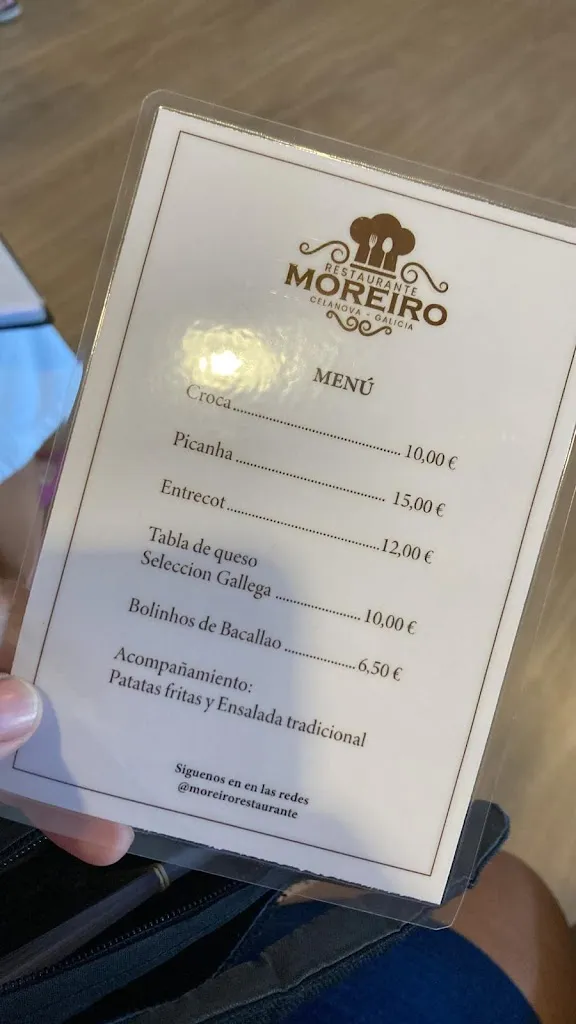 RESTAURANTE
MOREIRO
CELANOVA - GALICIA
MENÚ
Croca.................................10,00 €
Picanha.............................. 15,00 €
Entrecot..............................12,00 €
Tabla de queso
Seleccion Gallega ................. 10,00 €
Bolinhos de Bacallao ..............6,50 €
Acompañamiento:
Patatas fritas y Ensalada tradicional
Siguenos en en las redes
@moreirorestaurante